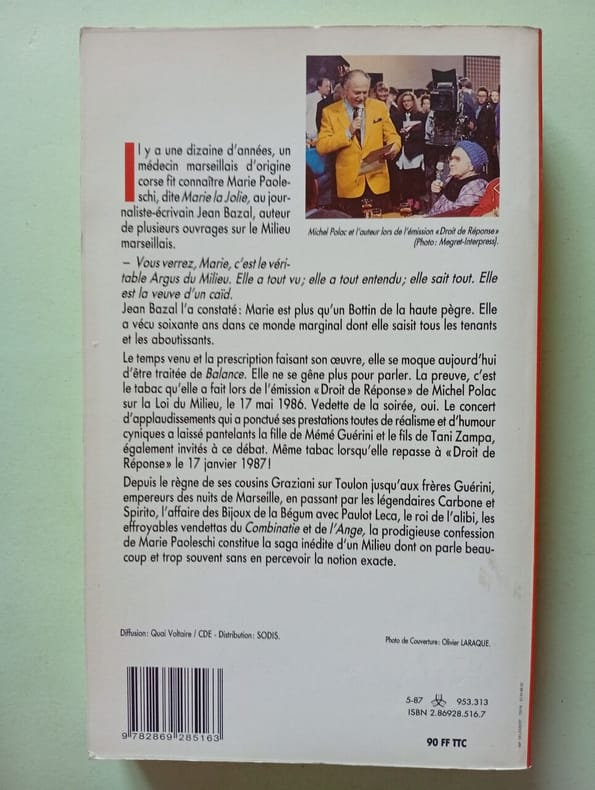 Il y a une dizaine d'années, un
médecin marseillais d'origine
corse fit connaître Marie Paole-
schi, dite Marie la Jolie, au jour-
naliste-écrivain Jean Bazal, auteur
de plusieurs ouvrages sur le Milieu
marseillais.
Michel Polac et l'auteur lors de l'émission «Droit de Réponse»
(Photo: Megret-Interpress).
– Vous verrez, Marie, c'est le véri-
table Argus du Milieu. Elle a tout vu; elle a tout entendu; elle sait tout. Elle
est la veuve d'un caïd.
Jean Bazal l'a constaté: Marie est plus qu'un Bottin de la haute pègre. Elle
a vécu soixante ans dans ce monde marginal dont elle saisit tous les tenants
et les aboutissants.
Le temps venu et la prescription faisant son œuvre, elle se moque aujourd'hui
d'être traitée de Balance. Elle ne se gêne plus pour parler. La preuve, c'est
le tabac qu'elle a fait lors de l'émission «Droit de Réponse» de Michel Polac
sur la Loi du Milieu, le 17 mai 1986. Vedette de la soirée, oui. Le concert
d'applaudissements qui a ponctué ses prestations toutes de réalisme et d'humour
cyniques a laissé pantelants la fille de Mémé Guérini et le fils de Tani Zampa,
également invités à ce débat. Même tabac lorsqu'elle repasse à «Droit de
Réponse» le 17 janvier 1987!
Depuis le règne de ses cousins Graziani sur Toulon jusqu'aux frères Guérini,
empereurs des nuits de Marseille, en passant par les légendaires Carbone et
Spirito, l'affaire des Bijoux de la Bégum avec Paulot Leca, le roi de l'alibi, les
effroyables vendettas du Combinatie et de l'Ange, la prodigieuse confession
de Marie Paoleschi constitue la saga inédite d'un Milieu dont on parle beau-
coup et trop souvent sans en percevoir la notion exacte.
Diffusion: Quai Voltaire / CDE - Distribution: SODIS.
Photo de Couverture: Olivier LARAQUE.
5-87 953.313
ISBN 2.86928.516.7
9 782869 285163
90 FF TTC